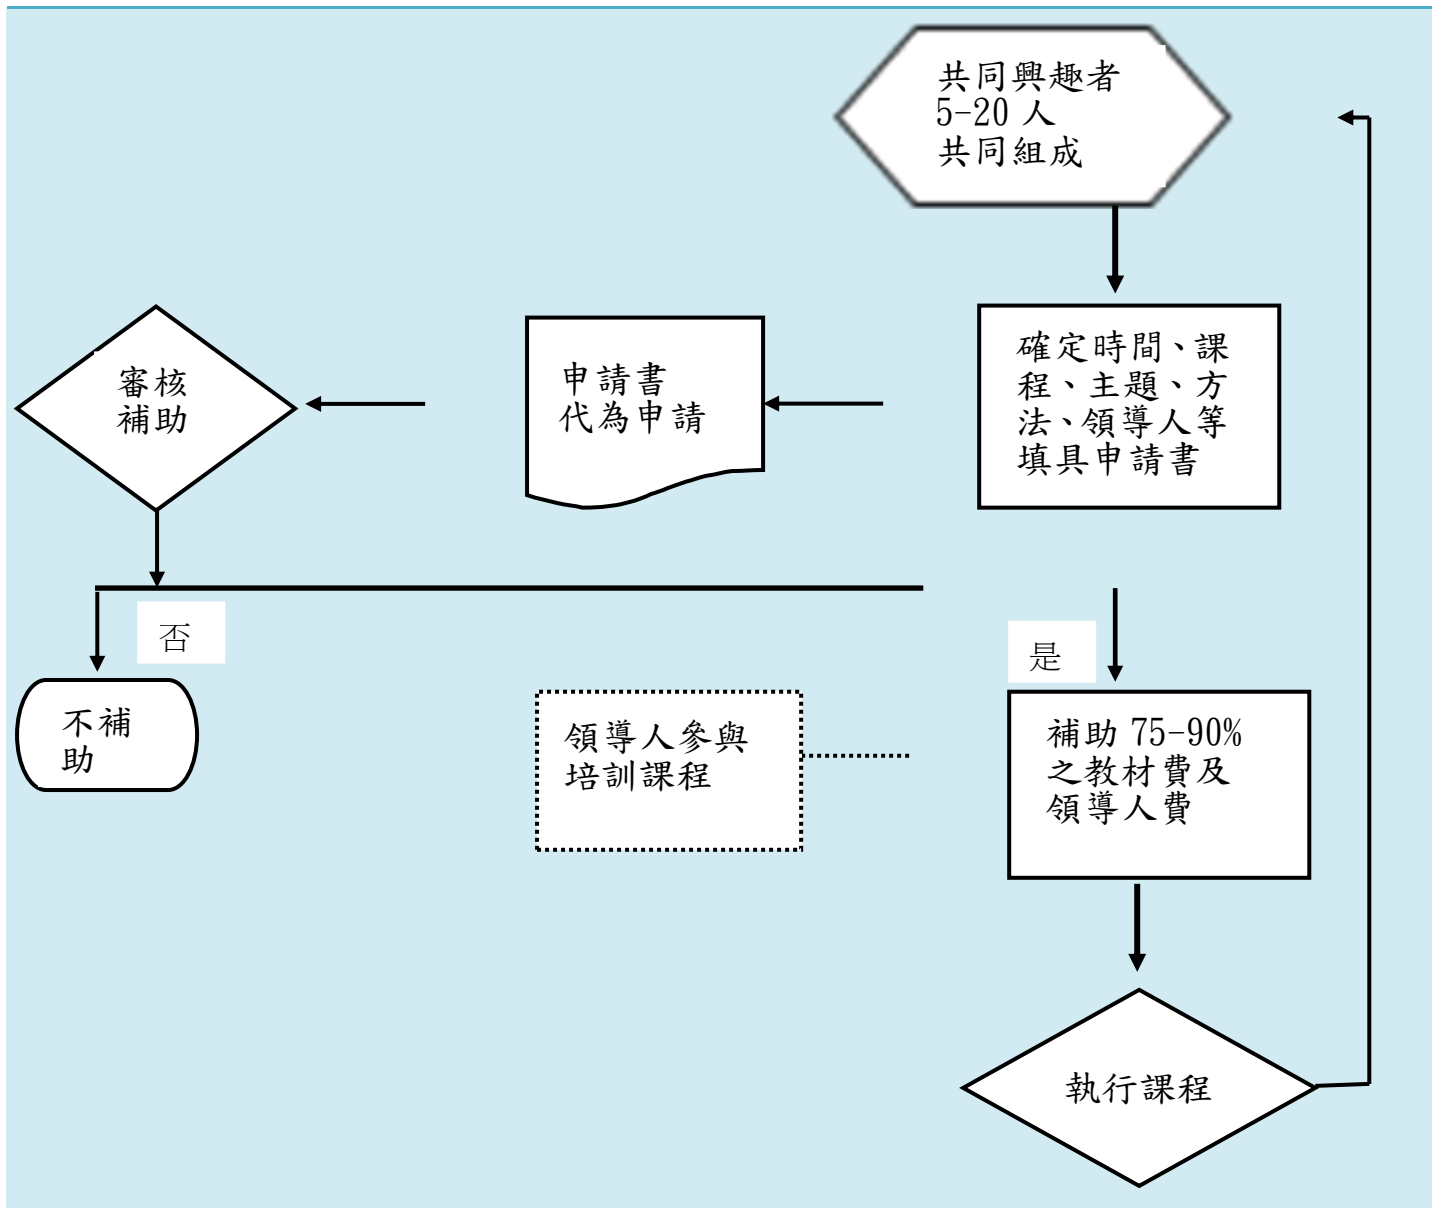 共同興趣者
5-20 人
共同組成
確定時間、課
程、主題、方
法、領導人等
填具申請書
申請書
代為申請
審核
補助
否
是
不補
助
領導人參與
培訓課程
補助 75-90%
之教材費及
領導人費
執行課程